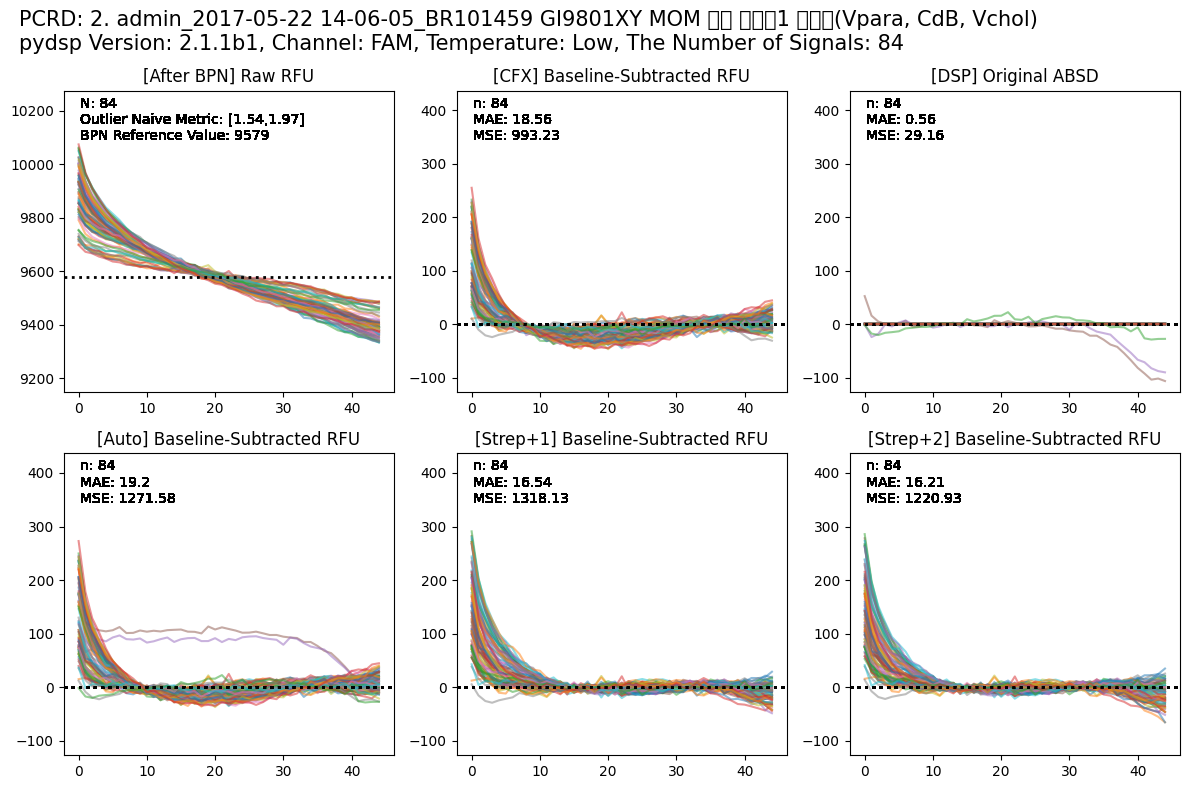 PCRD: 2. admin_2017-05-22 14-06-05_BR101459 GI9801XY MOM 1 (Vpara, CdB, Vchol)
pydsp Version: 2.1.1b1, Channel: FAM, Temperature: Low, The Number of Signals: 84
[After BPN] Raw RFU
N: 84
Outlier Naive Metric: [1.54,1.97]
BPN Reference Value: 9579
10200
10000
9800
9600
9400
9200
0 10 20 30 40
[CFX] Baseline-Subtracted RFU
n: 84
MAE: 18.56
MSE: 993.23
400
300
200
100
0
−100
0 10 20 30 40
[DSP] Original ABSD
n: 84
MAE: 0.56
MSE: 29.16
400
300
200
100
0
−100
0 10 20 30 40
[Auto] Baseline-Subtracted RFU
n: 84
MAE: 19.2
MSE: 1271.58
400
300
200
100
0
−100
0 10 20 30 40
[Strep+1] Baseline-Subtracted RFU
n: 84
MAE: 16.54
MSE: 1318.13
400
300
200
100
0
−100
0 10 20 30 40
[Strep+2] Baseline-Subtracted RFU
n: 84
MAE: 16.21
MSE: 1220.93
400
300
200
100
0
−100
0 10 20 30 40